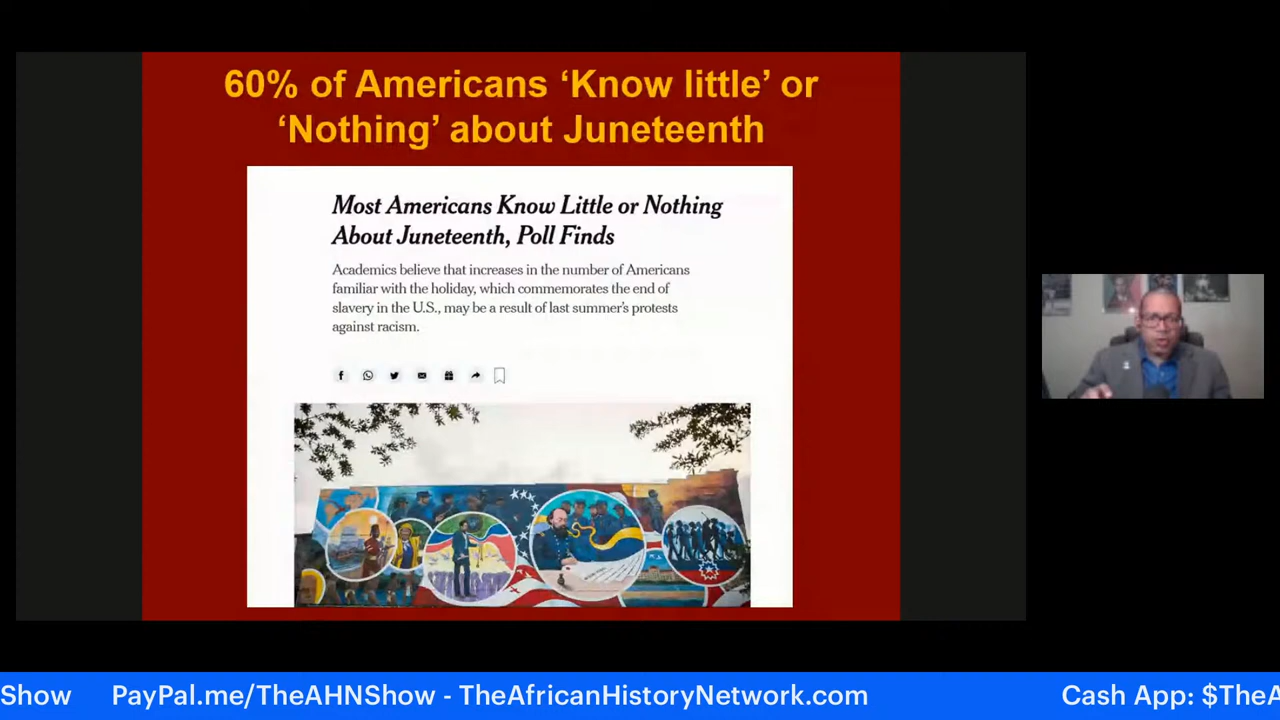 60% of Americans ‘Know little’ or
‘Nothing’ about Juneteenth
Most Americans Know Little or Nothing
About Juneteenth, Poll Finds
Academics believe that increases in the number of Americans
familiar with the holiday, which commemorates the end of
slavery in the U.S., may be a result of last summer’s protests
against racism.
Show PayPal.me/TheAHNShow - TheAfricanHistoryNetwork.com Cash App: $TheA